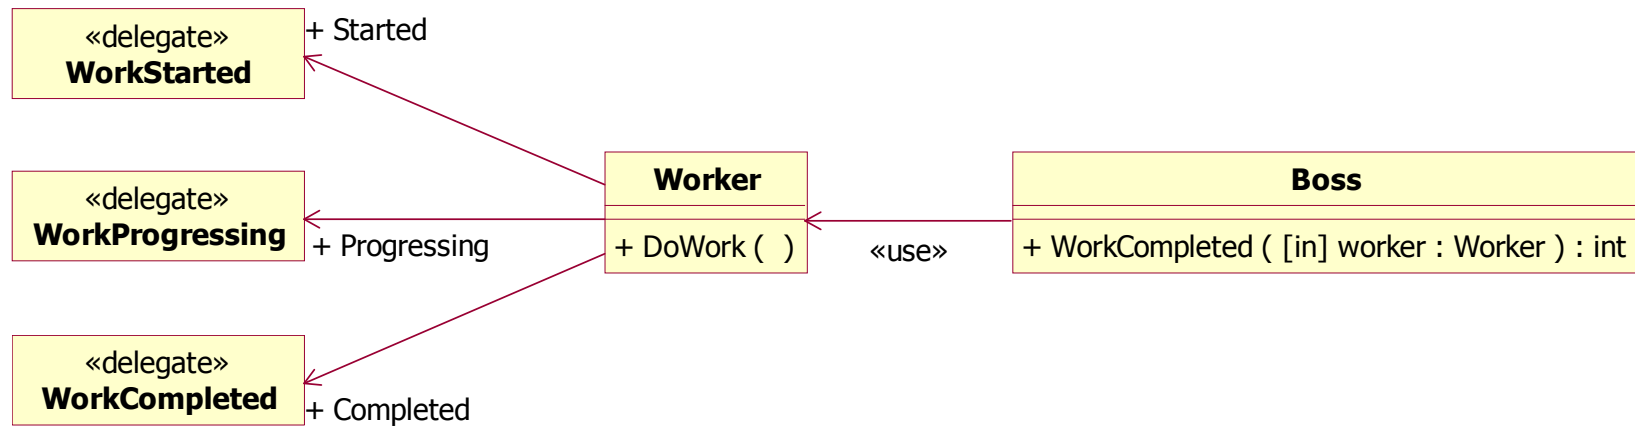 «delegate»
WorkStarted
+ Started
«delegate»
WorkProgressing
+ Progressing
«delegate»
WorkCompleted
+ Completed
Worker
+ DoWork ( )
«use»
Boss
+ WorkCompleted ( [in] worker : Worker ) : int